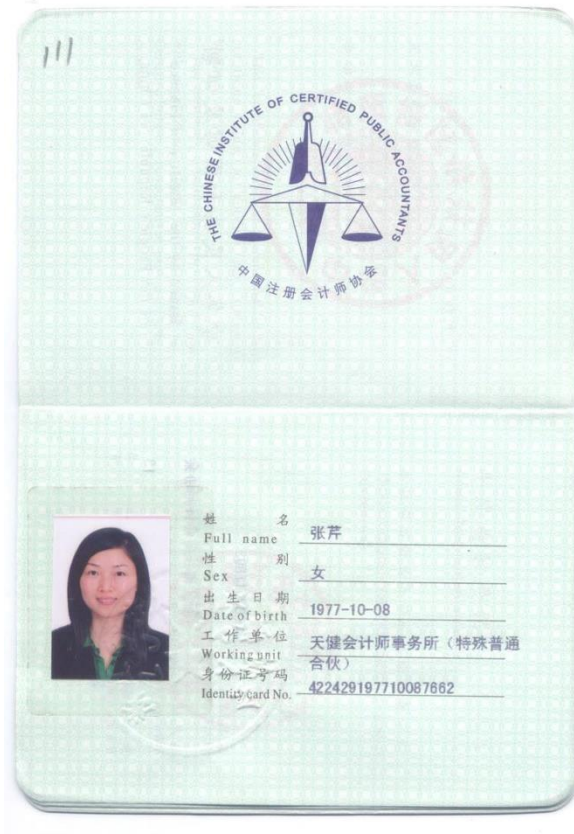 111
THE CHINESE INSTITUTE OF CERTIFIED PUBLIC ACCOUNTANTS
中国注册会计师协会
姓 名 张芹
Full name
性 别
Sex 女
出生日期
Date of birth 1977-10-08
工作单位 天健会计师事务所（特殊普通
Working unit 合伙）
身份证号码
Identity card No. 422429197710087662